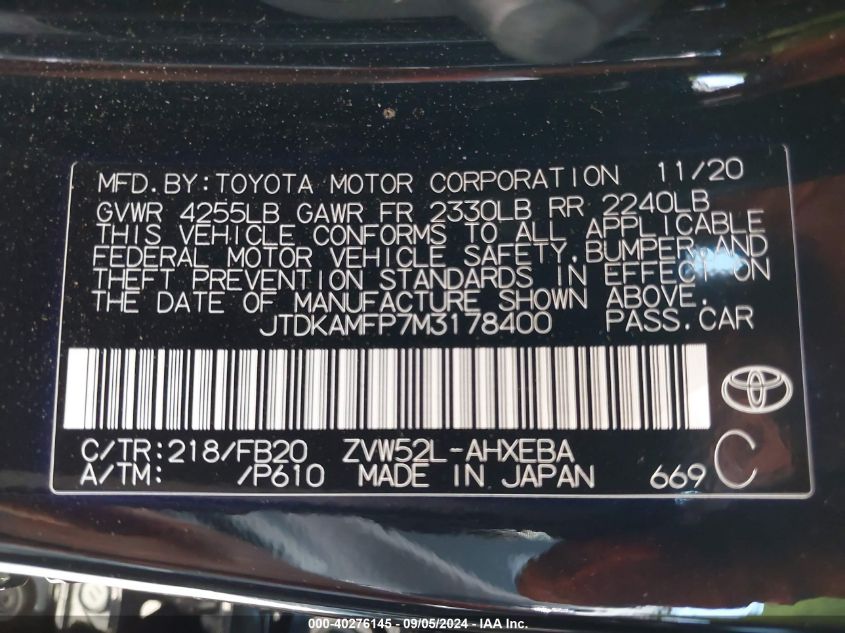 MFD.BY:TOYOTA MOTOR CORPORATION 11/20
GVWR 4255LB GAWR FR 2330LB RR 2240LB
THIS VEHICLE CONFORMS TO ALL APPLICABLE
FEDERAL MOTOR VEHICLE SAFETY,BUMPER,AND
THEFT PREVENTION STANDARDS IN EFFECT ON
THE DATE OF MANUFACTURE SHOWN ABOVE.
JTDKAMFP7M3178400 PASS.CAR
C/TR:218/FB20 ZVW52L-AHXEBA
A/TM: /P610 MADE IN JAPAN 669 C
000-40276145 - 09/05/2024 - IAA Inc.